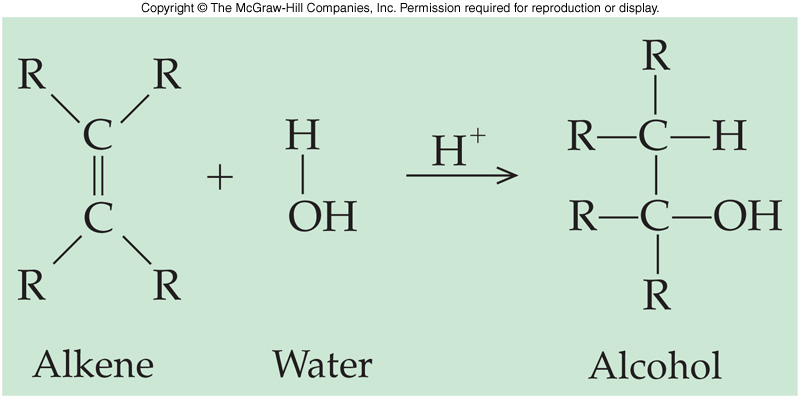 Copyright © The McGraw-Hill Companies, Inc. Permission required for reproduction or display.
R R
C
C
R R
+
H
OH
H+
R
R—C—H
R—C—OH
R
Alkene Water Alcohol